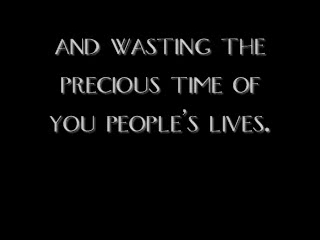 AND WASTING THE
PRECIOUS TIME OF
YOU PEOPLE'S LIVES.